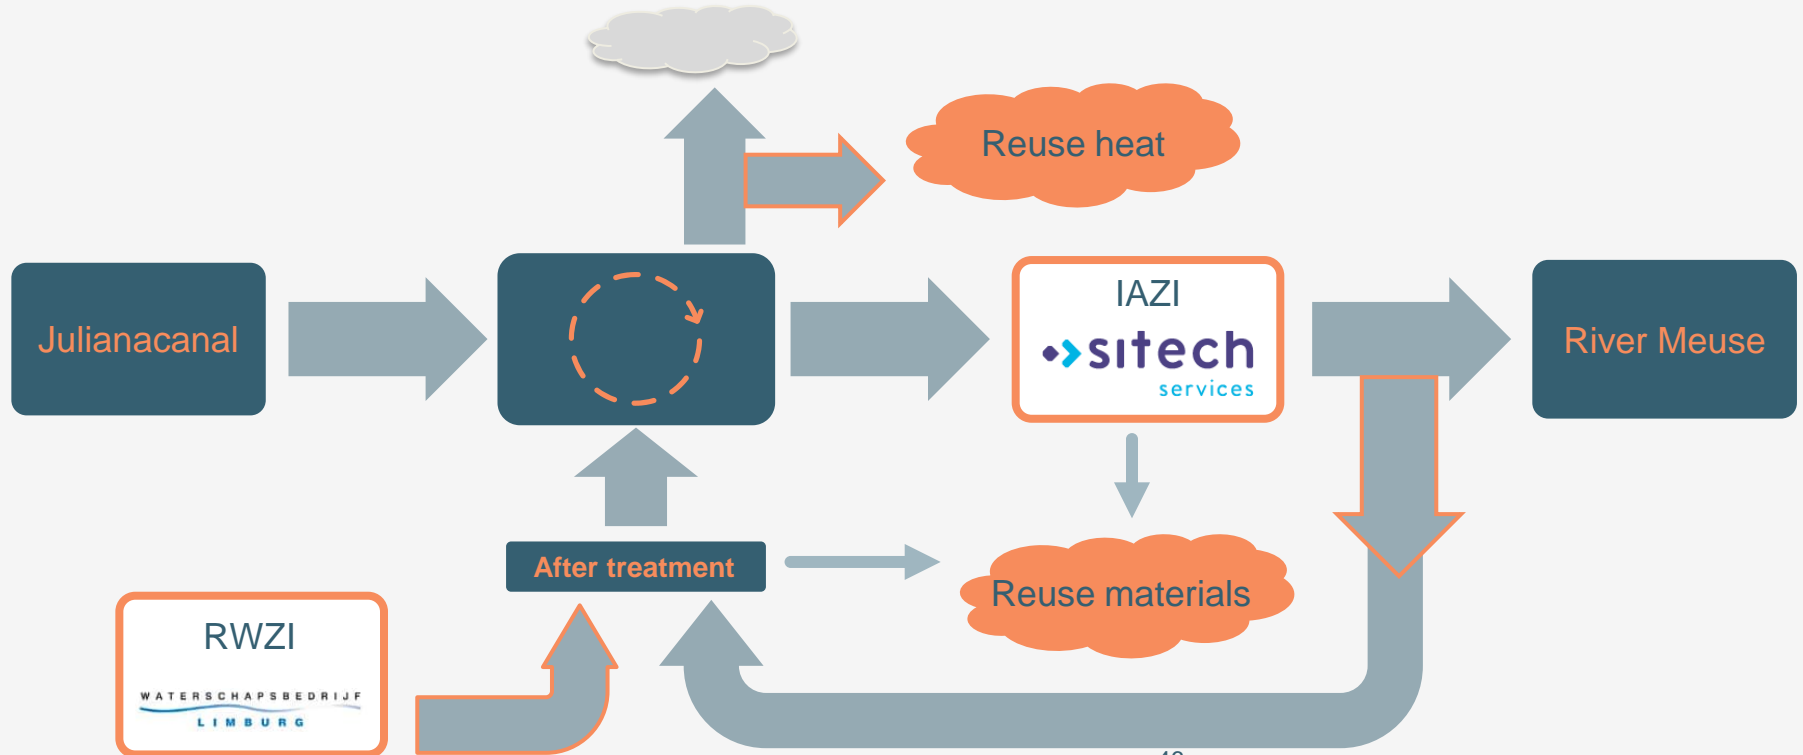 Reuse heat
Julianacanal
IAZI
sitech
services
River Meuse
After treatment
Reuse materials
RWZI
WATERSCHAPSBEDRIJF
LIMBURG